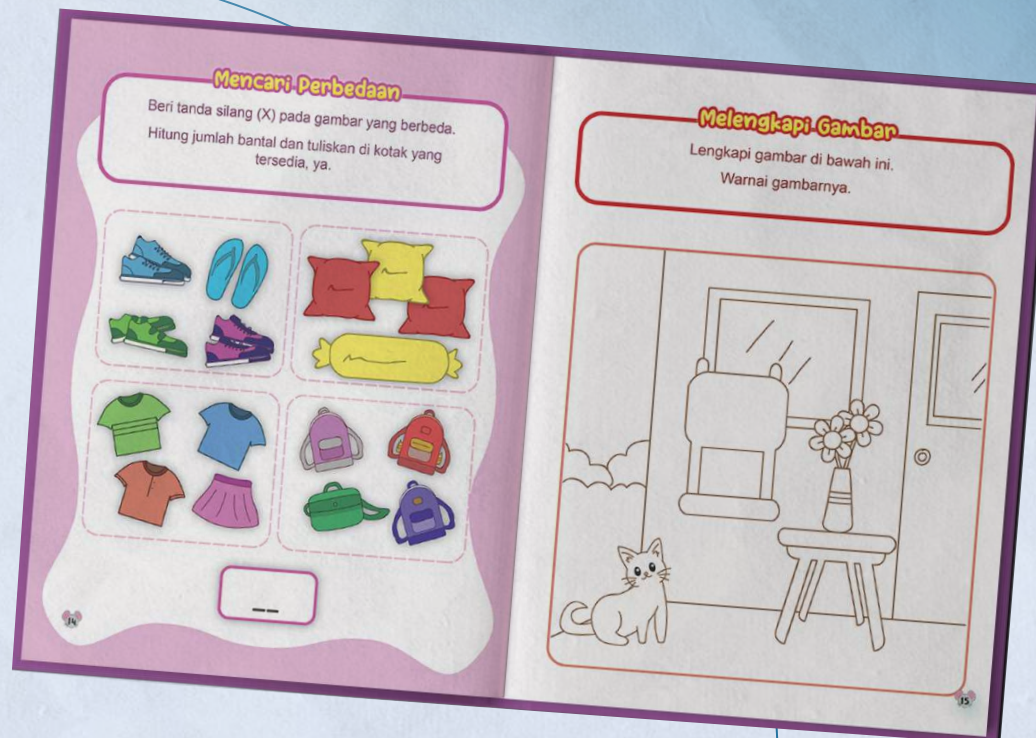 Mencari Perbedaan
Beri tanda silang (X) pada gambar yang berbeda.
Hitung jumlah bantal dan tuliskan di kotak yang
tersedia, ya.
14
Melengkapi Gambar
Lengkapi gambar di bawah ini.
Warnai gambarnya.
15